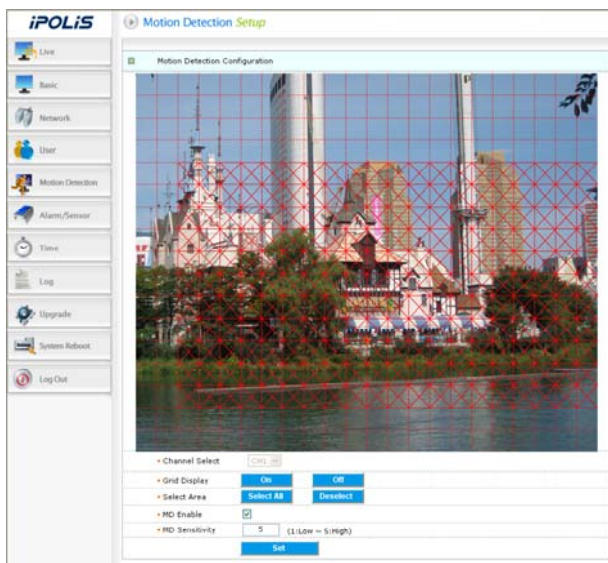 iPOLiS
Motion Detection Setup
Live
Basic
Network
User
Motion Detection
Alarm/Sensor
Time
Log
Upgrade
System Reboot
Log Out
Motion Detection Configuration
Channel Select CH1
Grid Display On Off
Select Area Select All Deselect
MD Enable
MD Sensitivity 5 (1:Low ~ 5:High)
Set